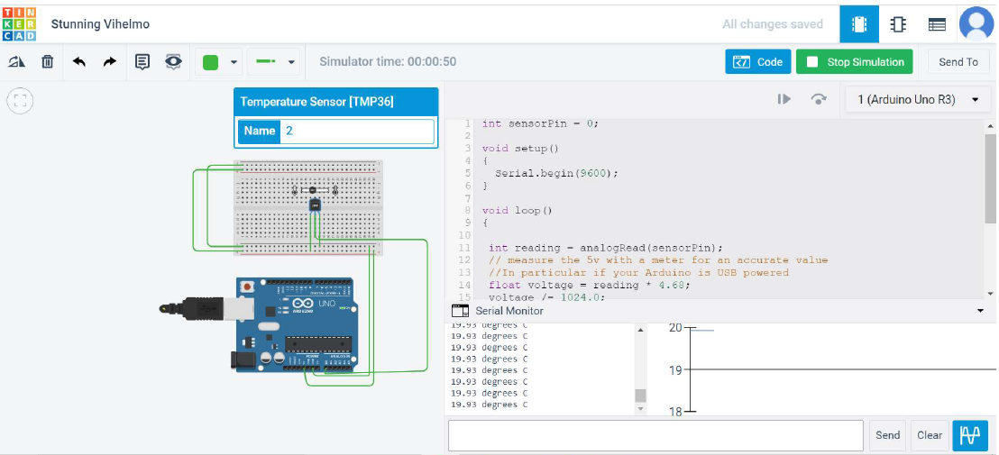 TIN
KER
CAD
Stunning Vihelmo
All changes saved
Simulator time: 00:00:50
Code
Stop Simulation
Send To
Temperature Sensor [TMP36]
Name 2
1 (Arduino Uno R3)
1 int sensorPin = 0;
2
3 void setup()
4 {
5 Serial.begin(9600);
6 }
7
8 void loop()
9 {
10
11 int reading = analogRead(sensorPin);
12 // measure the 5v with a meter for an accurate value
13 //In particular if your Arduino is USB powered
14 float voltage = reading * 4.68;
15 voltage /= 1024.0;
UNO
ARDUINO
POWER
ANALOG IN
Serial Monitor
19.93 degrees C
19.93 degrees C
19.93 degrees C
19.93 degrees C
19.93 degrees C
19.93 degrees C
19.93 degrees C
19.93 degrees C
20
19
18
Send
Clear